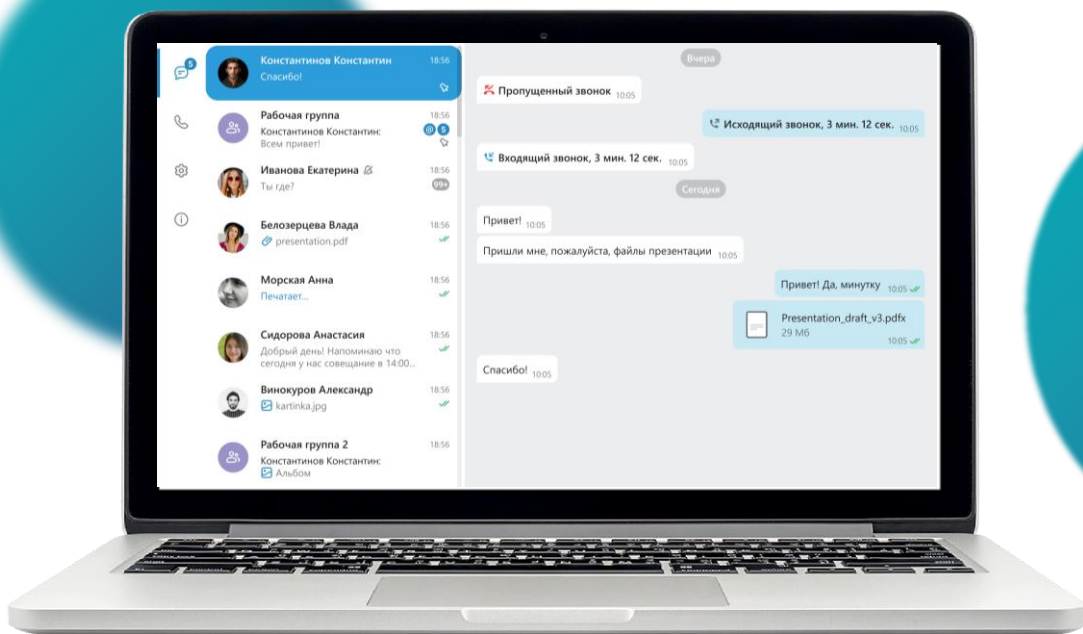 5
Константинов Константин 18:56
Спасибо!
Рабочая группа 18:56
Константинов Константин: @ 5
Всем привет!
Иванова Екатерина 18:56
Ты где? 99+
Белозерцева Влада 18:56
presentation.pdf
Морская Анна 18:56
Печатает...
Сидорова Анастасия 18:56
Добрый день! Напоминаю что
сегодня у нас совещание в 14:00...
Винокуров Александр 18:56
kartinka.jpg
Рабочая группа 2 18:56
Константинов Константин:
Альбом
Вчера
Пропущенный звонок 10:05
Исходящий звонок, 3 мин. 12 сек. 10:05
Входящий звонок, 3 мин. 12 сек. 10:05
Сегодня
Привет! 10:05
Пришли мне, пожалуйста, файлы презентации 10:05
Привет! Да, минутку 10:05
Presentation_draft_v3.pdfx
29 Мб
10:05
Спасибо! 10:05